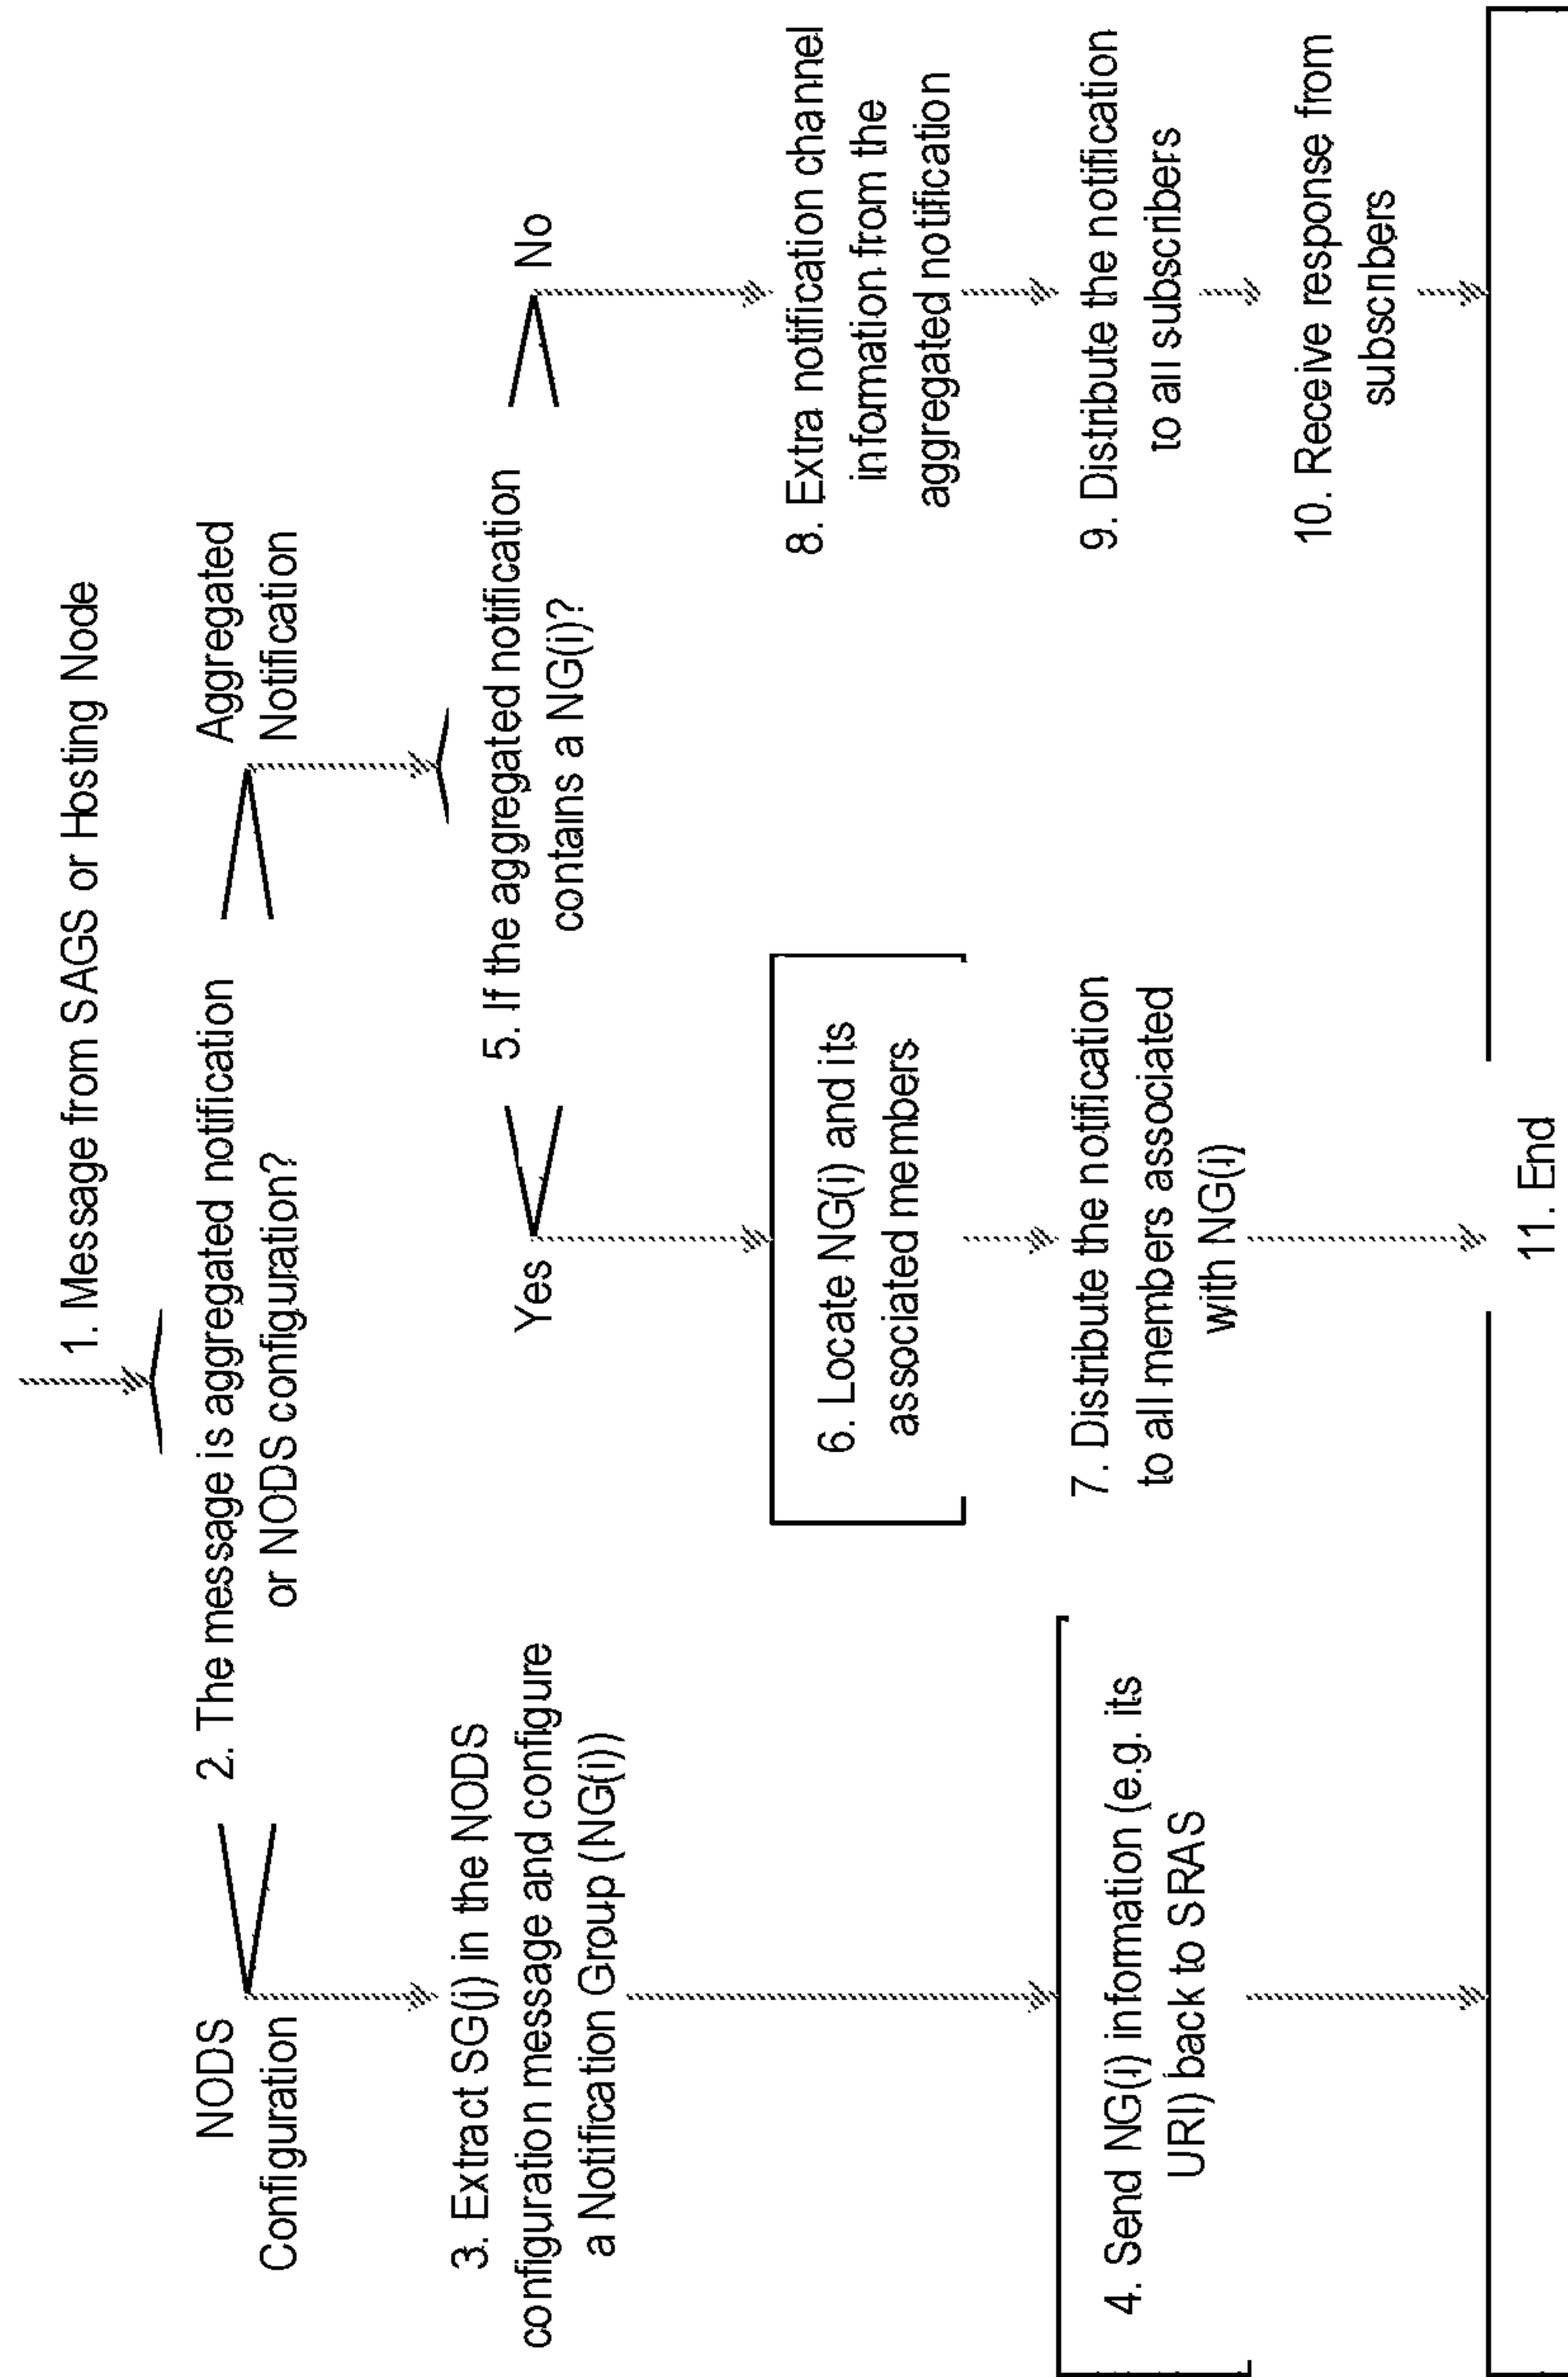 1. Message from SAGS or Hosting Node
2. The message is aggregated notification
or NODS configuration?
NODS
Configuration
Aggregated
Notification
3. Extract SG(j) in the NODS
configuration message and configure
a Notification Group (NG(i))
4. Send NG(i) information (e.g. its
URI) back to SRAS
5. If the aggregated notification
contains a NG(i)?
Yes
No
6. Locate NG(i) and its
associated members
7. Distribute the notification
to all members associated
with NG(i)
8. Extra notification channel
information from the
aggregated notification
9. Distribute the notification
to all subscribers
10. Receive response from
subscribers
11. End